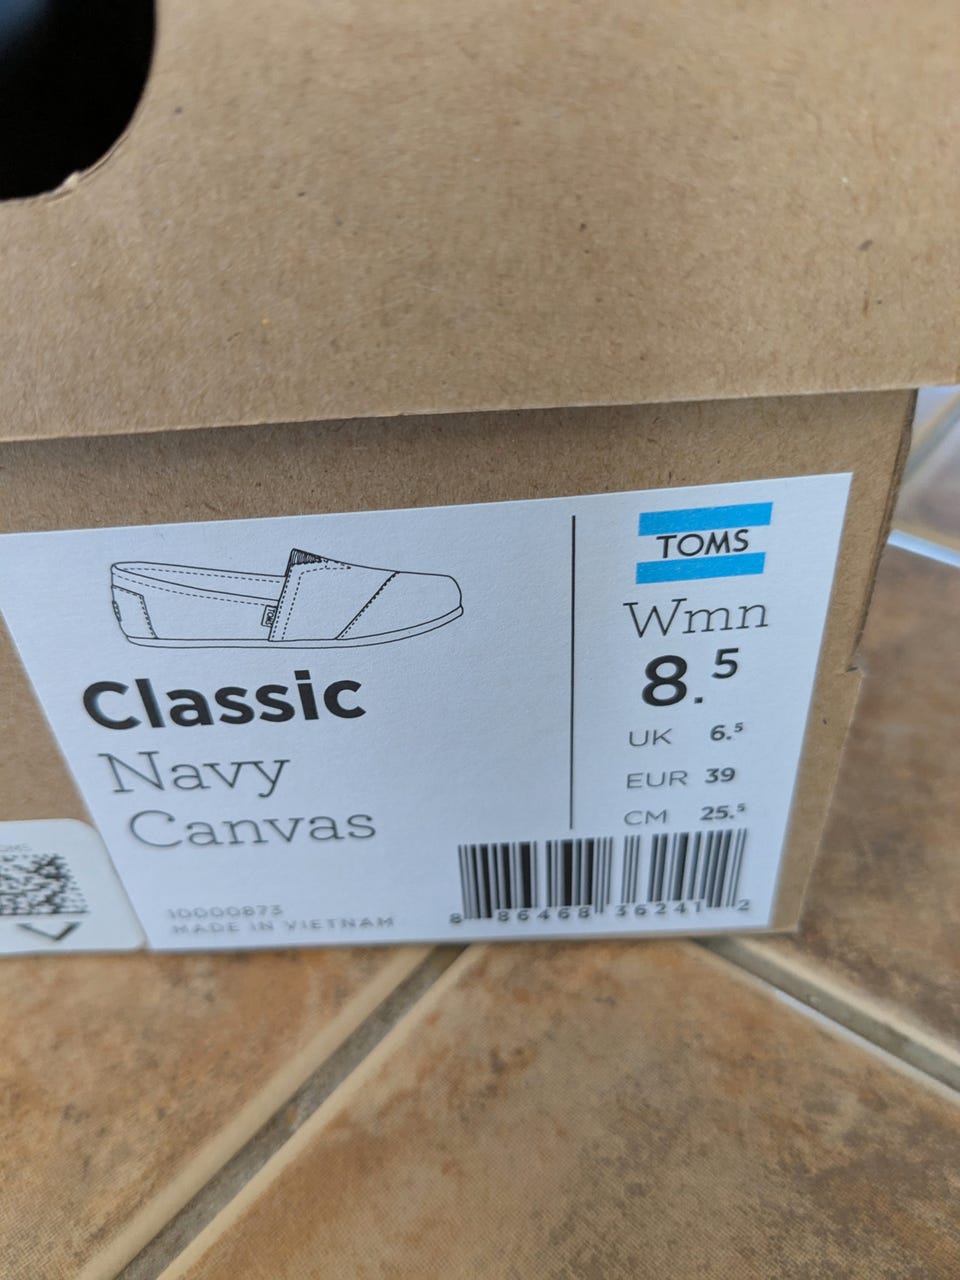 Classic
Navy
Canvas
10000873
MADE IN VIETNAM
TOMS
Wmn
8.5
UK 6.5
EUR 39
CM 25.5
8 86468 36241 2
TOMS